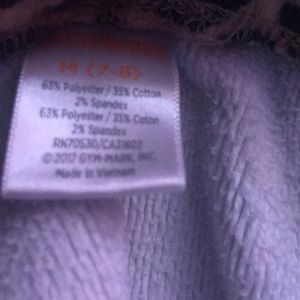 M (7-8)
63% Polyester / 35% Cotton
2% Spandex
63% Polyester / 35% Cotton
2% Spandex
RN70530/CA31807
©2017 GYM-MARK, INC.
Made in Vietnam